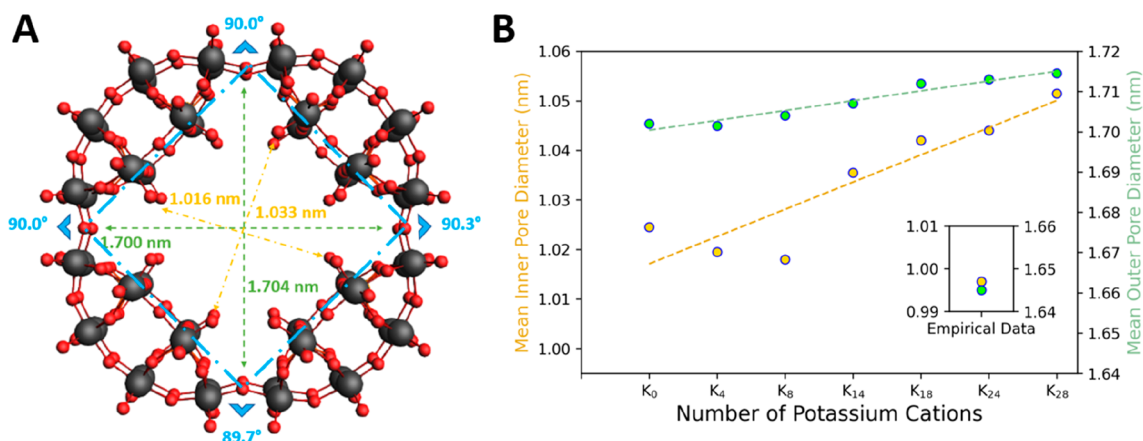 A
90.0°
1.016 nm
1.033 nm
90.0°
90.3°
1.700 nm
1.704 nm
89.7°
B
Mean Inner Pore Diameter (nm)
1.06
1.05
1.04
1.03
1.02
1.01
1.00
1.72
1.71
1.70
1.69
1.68
1.67
1.66
1.65
1.64
Mean Outer Pore Diameter (nm)
1.01
1.00
0.99
1.66
1.65
1.64
Empirical Data
K₀ K₄ K₈ K₁₄ K₁₈ K₂₄ K₂₈
Number of Potassium Cations